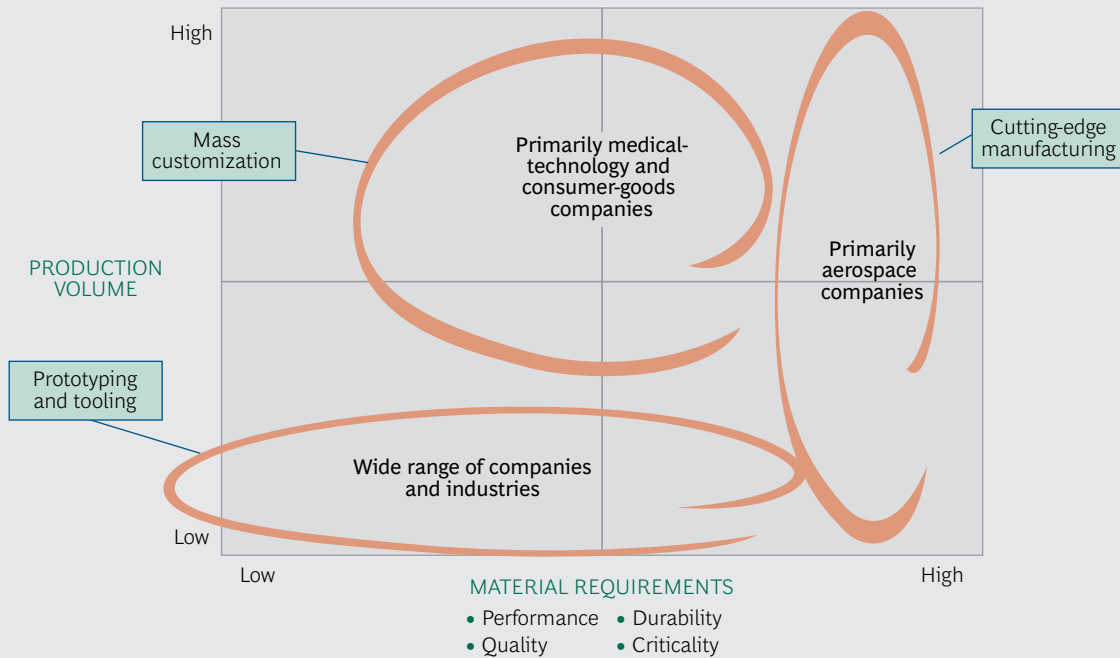 High
Mass
customization
Primarily medical-
technology and
consumer-goods
companies
Cutting-edge
manufacturing
Primarily
aerospace
companies
PRODUCTION
VOLUME
Prototyping
and tooling
Wide range of companies
and industries
Low
Low
High
MATERIAL REQUIREMENTS
• Performance • Durability
• Quality • Criticality